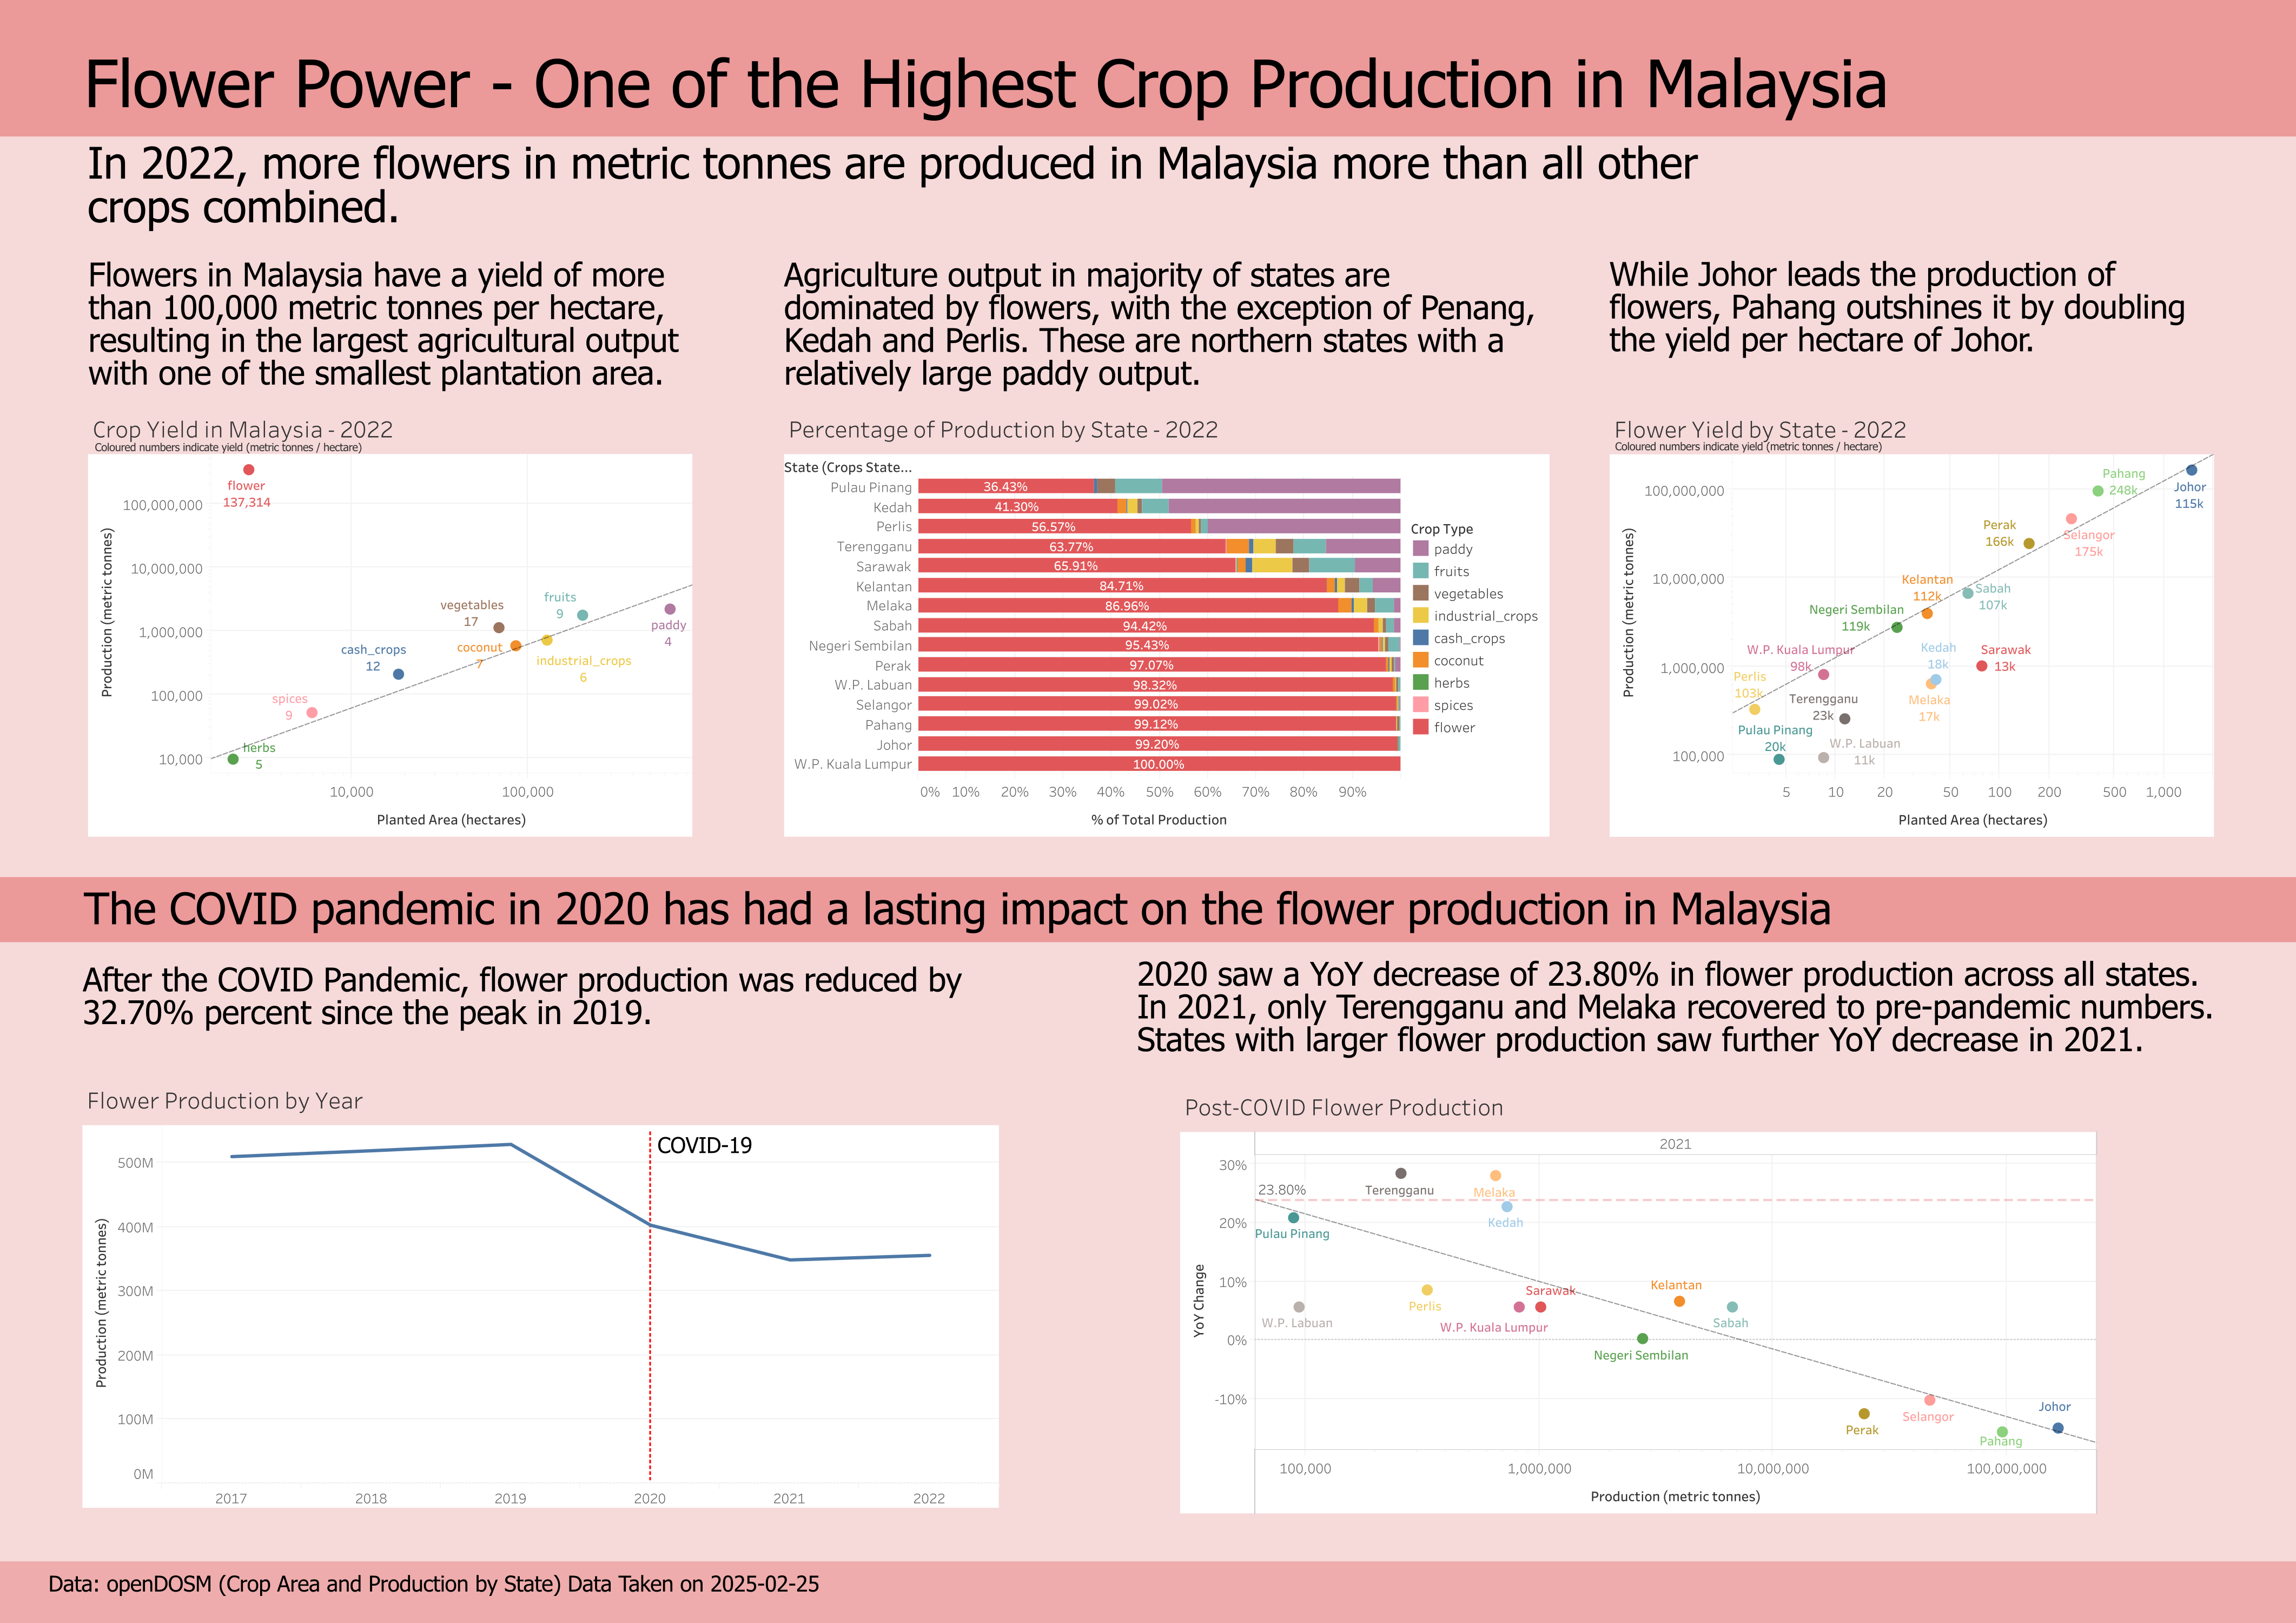 Flower Power - One of the Highest Crop Production in Malaysia
In 2022, more flowers in metric tonnes are produced in Malaysia more than all other
crops combined.
Flowers in Malaysia have a yield of more
than 100,000 metric tonnes per hectare,
resulting in the largest agricultural output
with one of the smallest plantation area.
Crop Yield in Malaysia - 2022
Coloured numbers indicate yield (metric tonnes / hectare)
Production (metric tonnes)
100,000,000
10,000,000
1,000,000
100,000
10,000
flower
137,314
fruits
9
vegetables
17
paddy
4
coconut
7
cash_crops
12
industrial_crops
6
spices
9
herbs
5
10,000
100,000
Planted Area (hectares)
Agriculture output in majority of states are
dominated by flowers, with the exception of Penang,
Kedah and Perlis. These are northern states with a
relatively large paddy output.
Percentage of Production by State - 2022
State (Crops State...
Pulau Pinang 36.43%
Kedah 41.30%
Perlis 56.57%
Terengganu 63.77%
Sarawak 65.91%
Kelantan 84.71%
Melaka 86.96%
Sabah 94.42%
Negeri Sembilan 95.43%
Perak 97.07%
W.P. Labuan 98.32%
Selangor 99.02%
Pahang 99.12%
Johor 99.20%
W.P. Kuala Lumpur 100.00%
0% 10% 20% 30% 40% 50% 60% 70% 80% 90%
% of Total Production
Crop Type
paddy
fruits
vegetables
industrial_crops
cash_crops
coconut
herbs
spices
flower
While Johor leads the production of
flowers, Pahang outshines it by doubling
the yield per hectare of Johor.
Flower Yield by State - 2022
Coloured numbers indicate yield (metric tonnes / hectare)
Production (metric tonnes)
100,000,000
10,000,000
1,000,000
100,000
Pahang
248k
Johor
115k
Perak
166k
Selangor
175k
Kelantan
112k
Sabah
107k
Negeri Sembilan
119k
W.P. Kuala Lumpur
98k
Kedah
18k
Sarawak
13k
Perlis
103k
Terengganu
23k
Melaka
17k
Pulau Pinang
20k
W.P. Labuan
11k
5 10 20 50 100 200 500 1,000
Planted Area (hectares)
The COVID pandemic in 2020 has had a lasting impact on the flower production in Malaysia
After the COVID Pandemic, flower production was reduced by
32.70% percent since the peak in 2019.
Flower Production by Year
Production (metric tonnes)
500M
400M
300M
200M
100M
0M
COVID-19
2017 2018 2019 2020 2021 2022
2020 saw a YoY decrease of 23.80% in flower production across all states.
In 2021, only Terengganu and Melaka recovered to pre-pandemic numbers.
States with larger flower production saw further YoY decrease in 2021.
Post-COVID Flower Production
2021
YoY Change
30%
20%
10%
0%
-10%
23.80%
Terengganu
Melaka
Kedah
Pulau Pinang
Perlis
Sarawak
Kelantan
W.P. Labuan
W.P. Kuala Lumpur
Sabah
Negeri Sembilan
Perak
Selangor
Johor
Pahang
100,000 1,000,000 10,000,000 100,000,000
Production (metric tonnes)
Data: openDOSM (Crop Area and Production by State) Data Taken on 2025-02-25